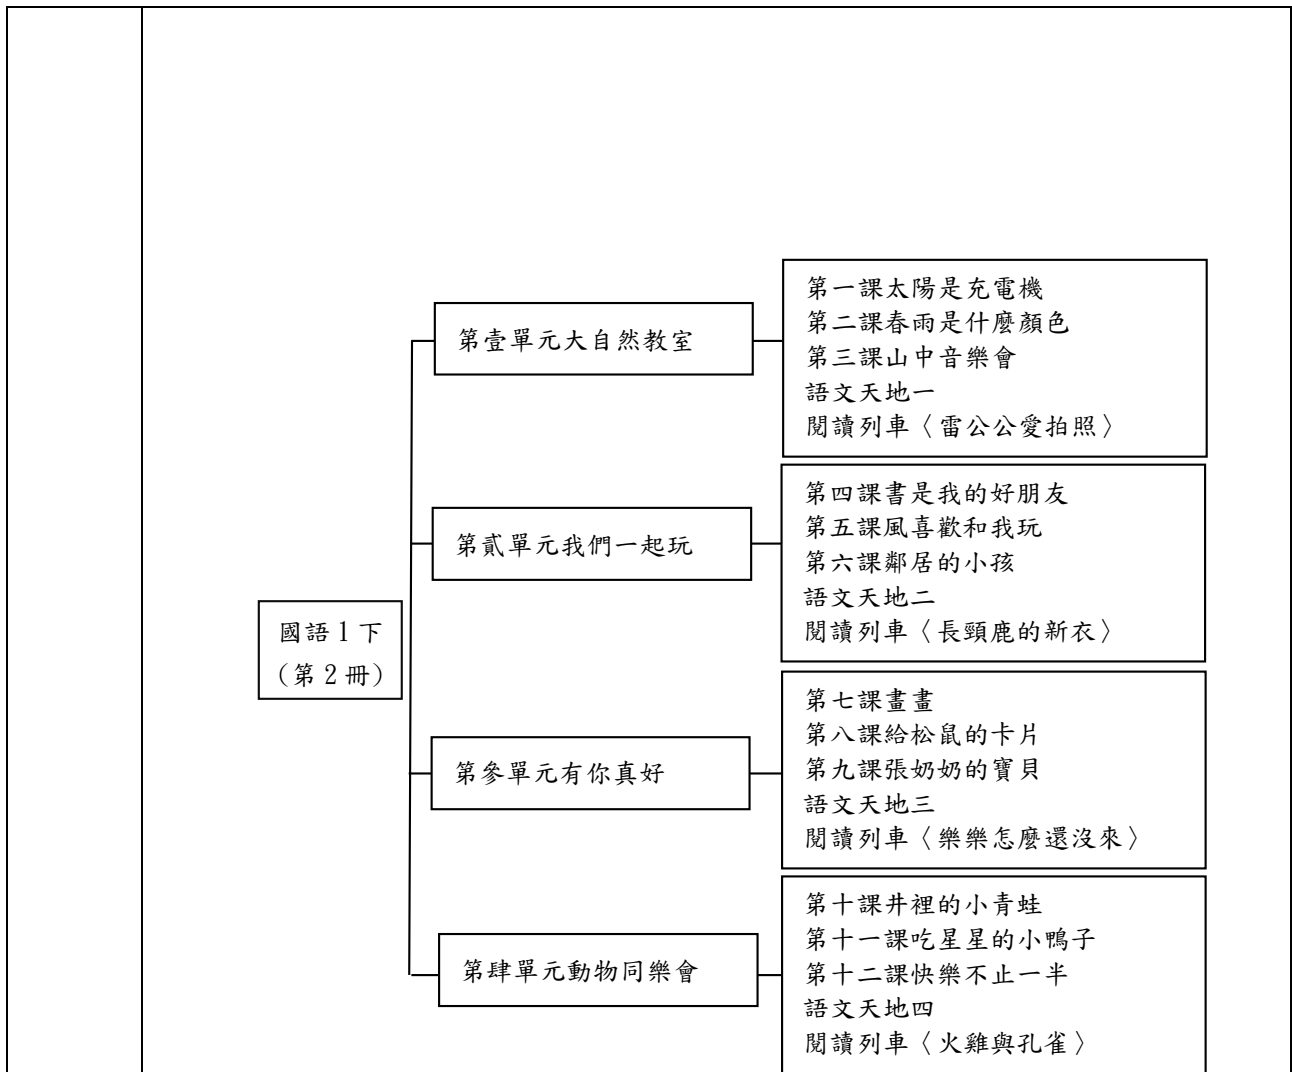 國語1下
（第2冊）
第壹單元大自然教室
第一課太陽是充電機
第二課春雨是什麼顏色
第三課山中音樂會
語文天地一
閱讀列車〈雷公公愛拍照〉
第貳單元我們一起玩
第四課書是我的好朋友
第五課風喜歡和我玩
第六課鄰居的小孩
語文天地二
閱讀列車〈長頸鹿的新衣〉
第參單元有你真好
第七課畫畫
第八課給松鼠的卡片
第九課張奶奶的寶貝
語文天地三
閱讀列車〈樂樂怎麼還沒來〉
第肆單元動物同樂會
第十課井裡的小青蛙
第十一課吃星星的小鴨子
第十二課快樂不止一半
語文天地四
閱讀列車〈火雞與孔雀〉